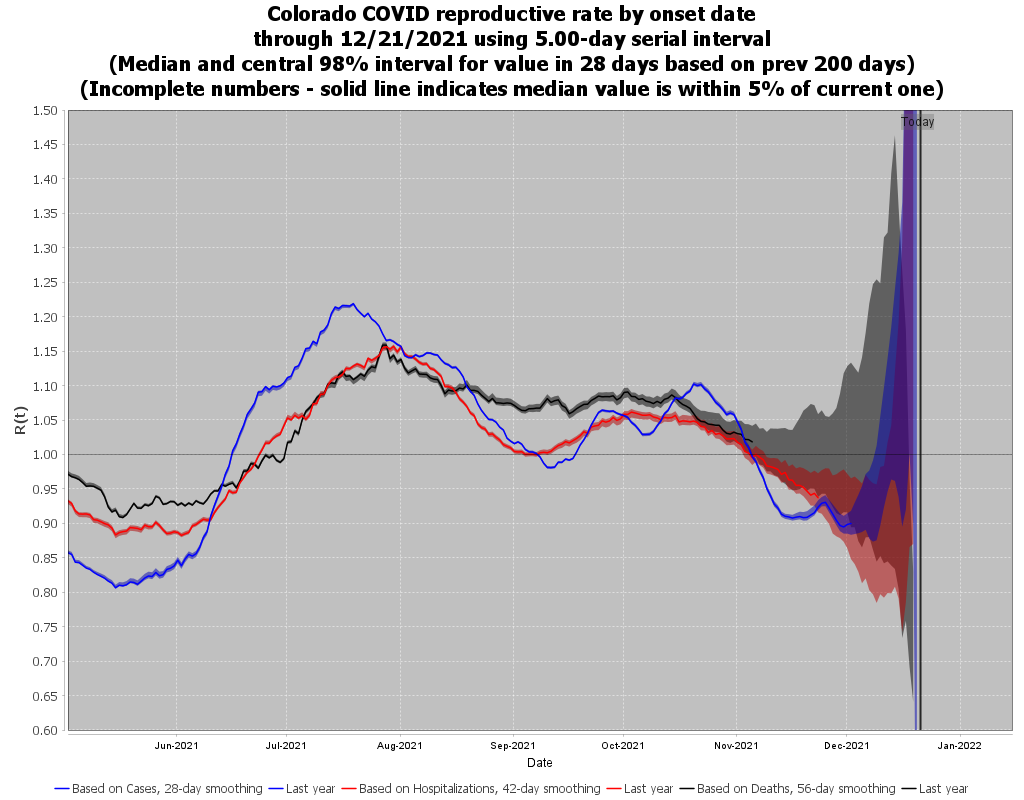 Colorado COVID reproductive rate by onset date
through 12/21/2021 using 5.00-day serial interval
(Median and central 98% interval for value in 28 days based on prev 200 days)
(Incomplete numbers - solid line indicates median value is within 5% of current one)
Today
1.50
1.45
1.40
1.35
1.30
1.25
1.20
1.15
1.10
1.05
1.00
0.95
0.90
0.85
0.80
0.75
0.70
0.65
0.60
R(t)
Jun-2021 Jul-2021 Aug-2021 Sep-2021 Oct-2021 Nov-2021 Dec-2021 Jan-2022
Date
Based on Cases, 28-day smoothing Last year Based on Hospitalizations, 42-day smoothing Last year Based on Deaths, 56-day smoothing Last year